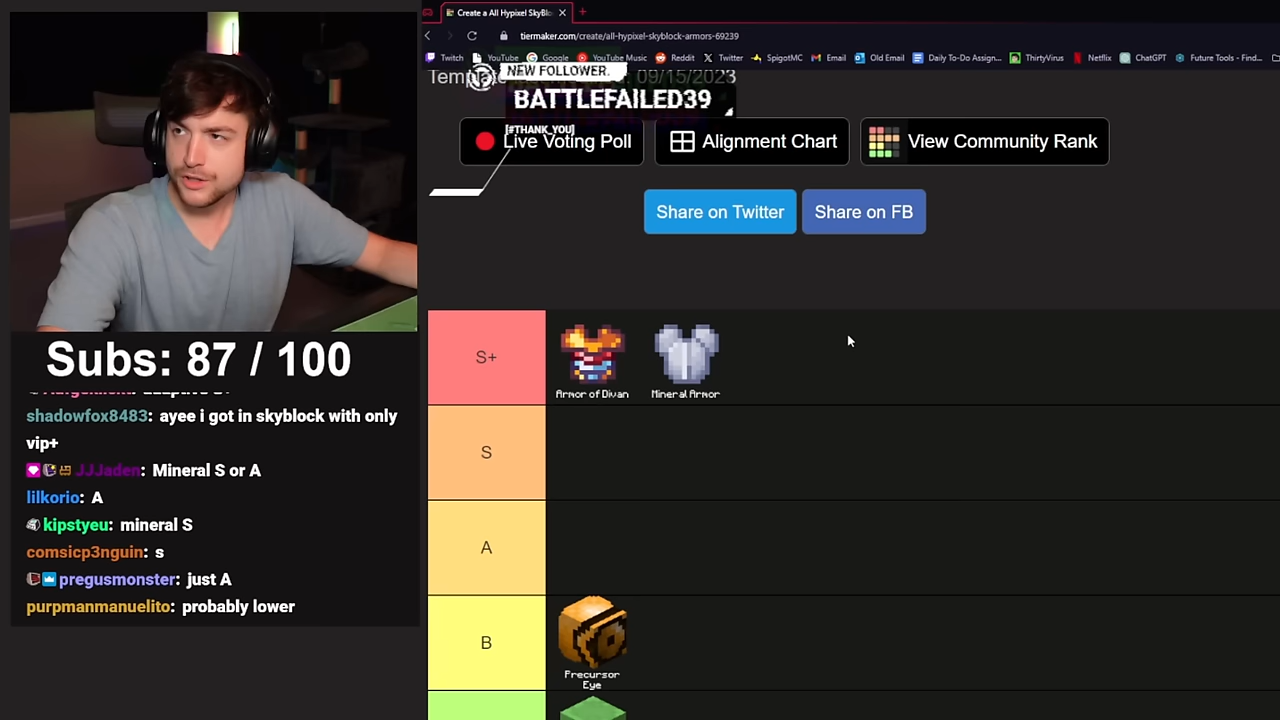 Create a All Hypixel SkyBlo
tiermaker.com/create/all-hypixel-skyblock-armors-69239
Twitch YouTube Google YouTube Music Reddit Twitter SpigotMC Email Old Email Daily To-Do Assign... ThirtyVirus Netflix ChatGPT Future Tools - Find...
NEW FOLLOWER.
09/15/2023
BATTLEFAILED39
[#THANK_YOU]
Live Voting Poll
Alignment Chart
View Community Rank
Share on Twitter
Share on FB
Subs: 87 / 100
shadowfox8483: ayee i got in skyblock with only
vip+
JJJaden: Mineral S or A
lilkorio: A
kipstyeu: mineral S
comsicp3nguin: s
pregusmonster: just A
purpmanmanuelito: probably lower
S+
Armor of Divan
Mineral Armor
S
A
B
Precursor
Eye